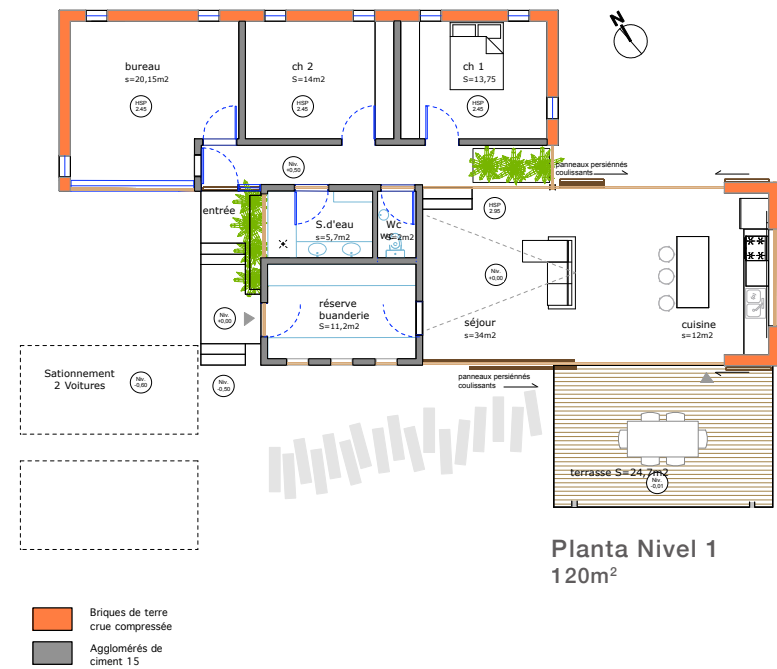 N
bureau
s=20,15m2
HSP
2.45
ch 2
S=14m2
HSP
2.45
ch 1
S=13,75
HSP
2.45
Niv.
+0,50
panneaux persiénnés
coulissants
entrée
S.d'eau
s=5,7m2
Wc
S=2m2
wc
HSP
2.95
Niv.
+0,00
réserve
buanderie
S=11,2m2
Niv.
+0,00
séjour
s=34m2
cuisine
s=12m2
Sationnement
2 Voitures
Niv.
-0,60
Niv.
-0,50
panneaux persiénnés
coulissants
terrasse S=24,7m2
Niv.
-0,01
Planta Nivel 1
120m²
Briques de terre
crue compressée
Agglomérés de
ciment 15